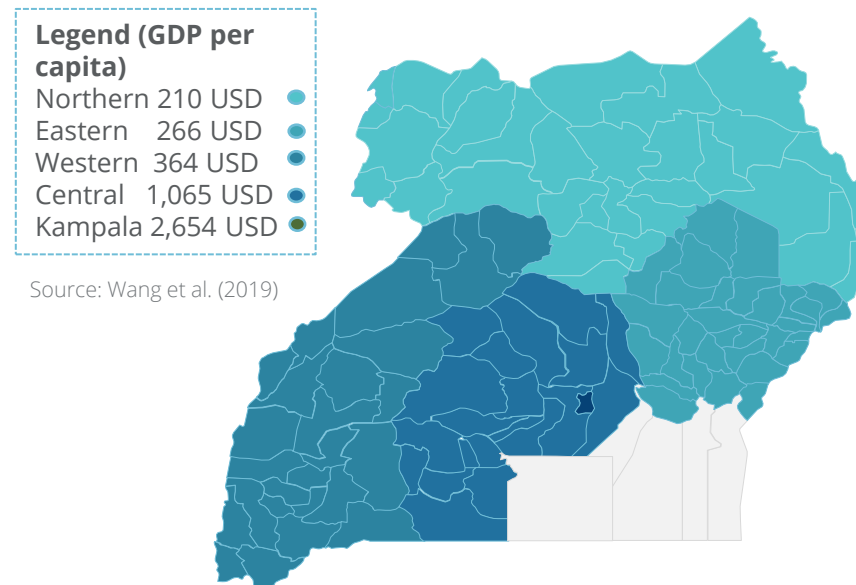 Legend (GDP per
capita)
Northern 210 USD
Eastern 266 USD
Western 364 USD
Central 1,065 USD
Kampala 2,654 USD
Source: Wang et al. (2019)